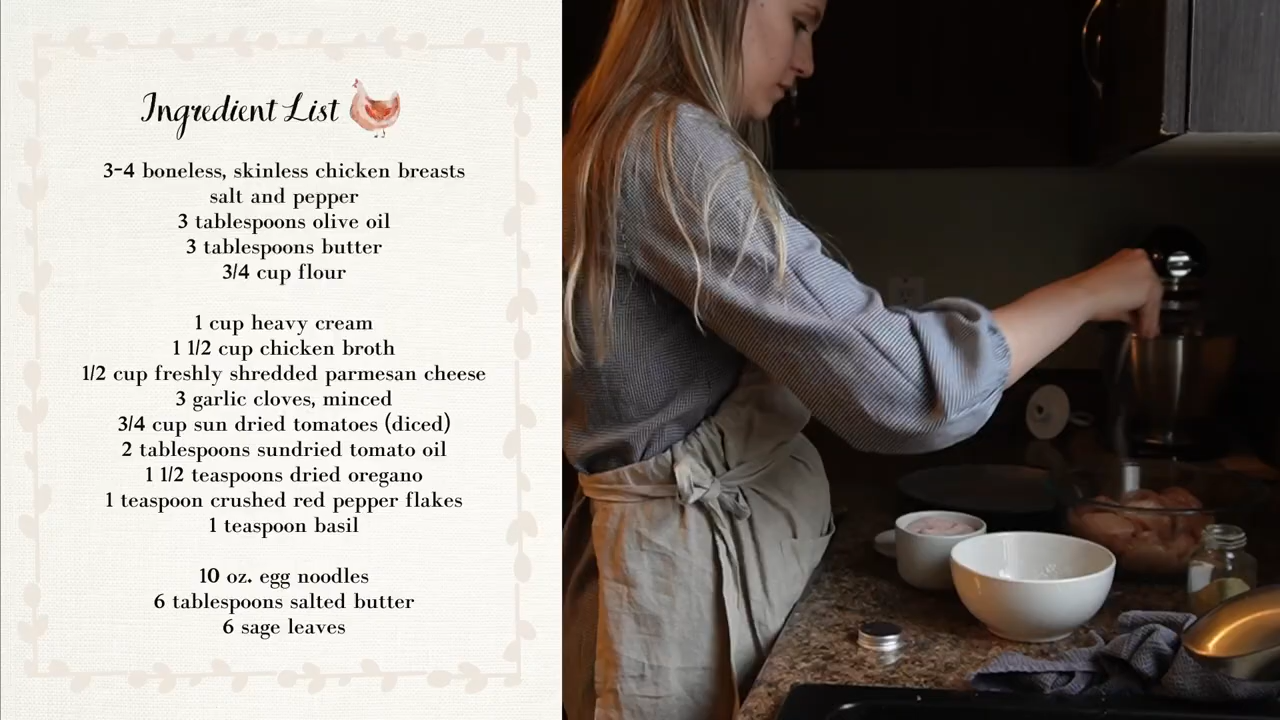 Ingredient List
3-4 boneless, skinless chicken breasts
salt and pepper
3 tablespoons olive oil
3 tablespoons butter
3/4 cup flour
1 cup heavy cream
1 1/2 cup chicken broth
1/2 cup freshly shredded parmesan cheese
3 garlic cloves, minced
3/4 cup sun dried tomatoes (diced)
2 tablespoons sundried tomato oil
1 1/2 teaspoons dried oregano
1 teaspoon crushed red pepper flakes
1 teaspoon basil
10 oz. egg noodles
6 tablespoons salted butter
6 sage leaves